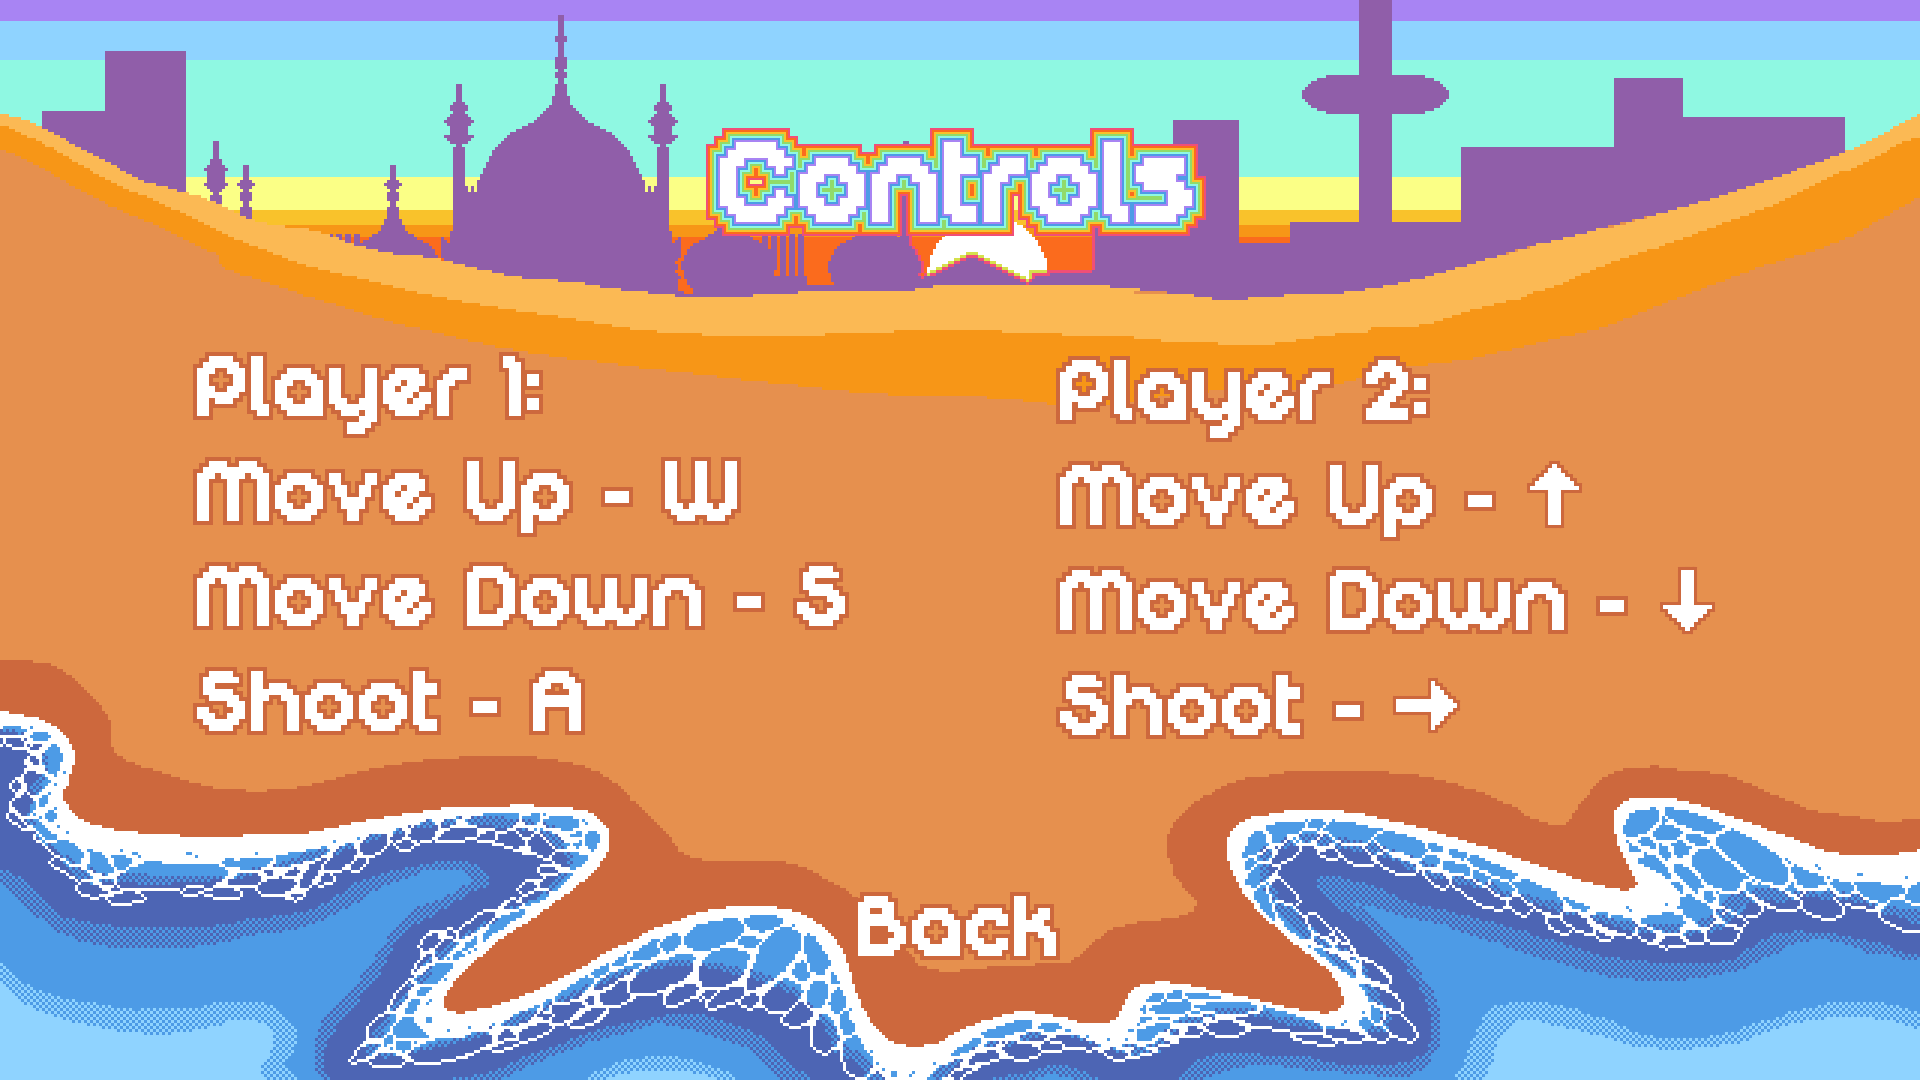 Controls
Player 1:
Move Up - W
Move Down - S
Shoot - A
Player 2:
Move Up - ↑
Move Down - ↓
Shoot - →
Back